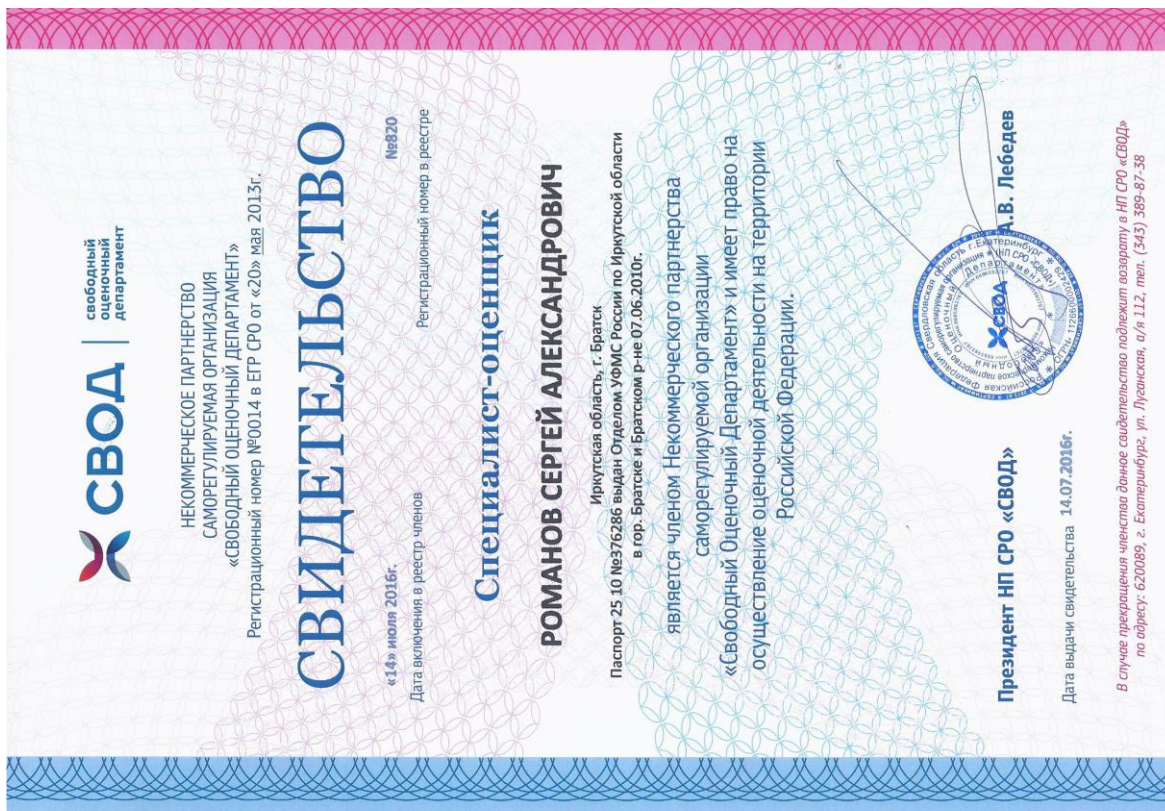 СВОД
свободный
оценочный
департамент
НЕКОММЕРЧЕСКОЕ ПАРТНЕРСТВО
САМОРЕГУЛИРУЕМАЯ ОРГАНИЗАЦИЯ
«СВОБОДНЫЙ ОЦЕНОЧНЫЙ ДЕПАРТАМЕНТ»
Регистрационный номер №0014 в ЕГР СРО от «20» мая 2013г.
СВИДЕТЕЛЬСТВО
«14» июля 2016г. №820
Дата включения в реестр членов Регистрационный номер в реестре
Специалист-оценщик
РОМАНОВ СЕРГЕЙ АЛЕКСАНДРОВИЧ
Иркутская область, г. Братск
Паспорт 25 10 №376286 выдан Отделом УФМС России по Иркутской области
в гор. Братске и Братском р-не 07.06.2010г.
является членом Некоммерческого партнерства
саморегулируемой организации
«Свободный Оценочный Департамент» и имеет право на
осуществление оценочной деятельности на территории
Российской Федерации.
Президент НП СРО «СВОД» А.В. Лебедев
СВОД
Дата выдачи свидетельства 14.07.2016г.
В случае прекращения членства данное свидетельство подлежит возврату в НП СРО «СВОД»
по адресу: 620089, г. Екатеринбург, ул. Луганская, а/я 112, тел. (343) 389-87-38